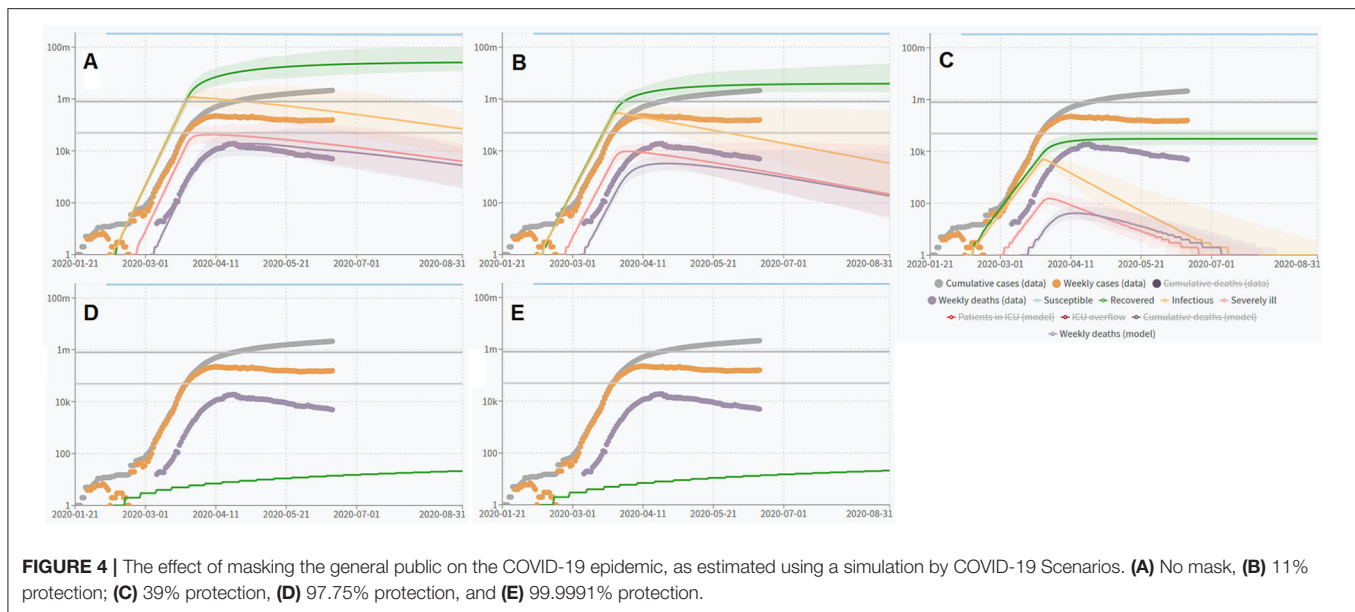 A
100m
1m
10k
100
1
2020-01-21
2020-03-01
2020-04-11
2020-05-21
2020-07-01
2020-08-31
B
100m
1m
10k
100
1
2020-01-21
2020-03-01
2020-04-11
2020-05-21
2020-07-01
2020-08-31
C
100m
1m
10k
100
1
2020-01-21
2020-03-01
2020-04-11
2020-05-21
2020-07-01
2020-08-31
Cumulative cases (data) Weekly cases (data) Cumulative deaths (data)
Weekly deaths (data) Susceptible Recovered Infectious Severely ill
Patients in ICU (model) ICU overflow Cumulative deaths (model)
Weekly deaths (model)
D
100m
1m
10k
100
1
2020-01-21
2020-03-01
2020-04-11
2020-05-21
2020-07-01
2020-08-31
E
100m
1m
10k
100
1
2020-01-21
2020-03-01
2020-04-11
2020-05-21
2020-07-01
2020-08-31
FIGURE 4 | The effect of masking the general public on the COVID-19 epidemic, as estimated using a simulation by COVID-19 Scenarios. (A) No mask, (B) 11%
protection; (C) 39% protection, (D) 97.75% protection, and (E) 99.9991% protection.